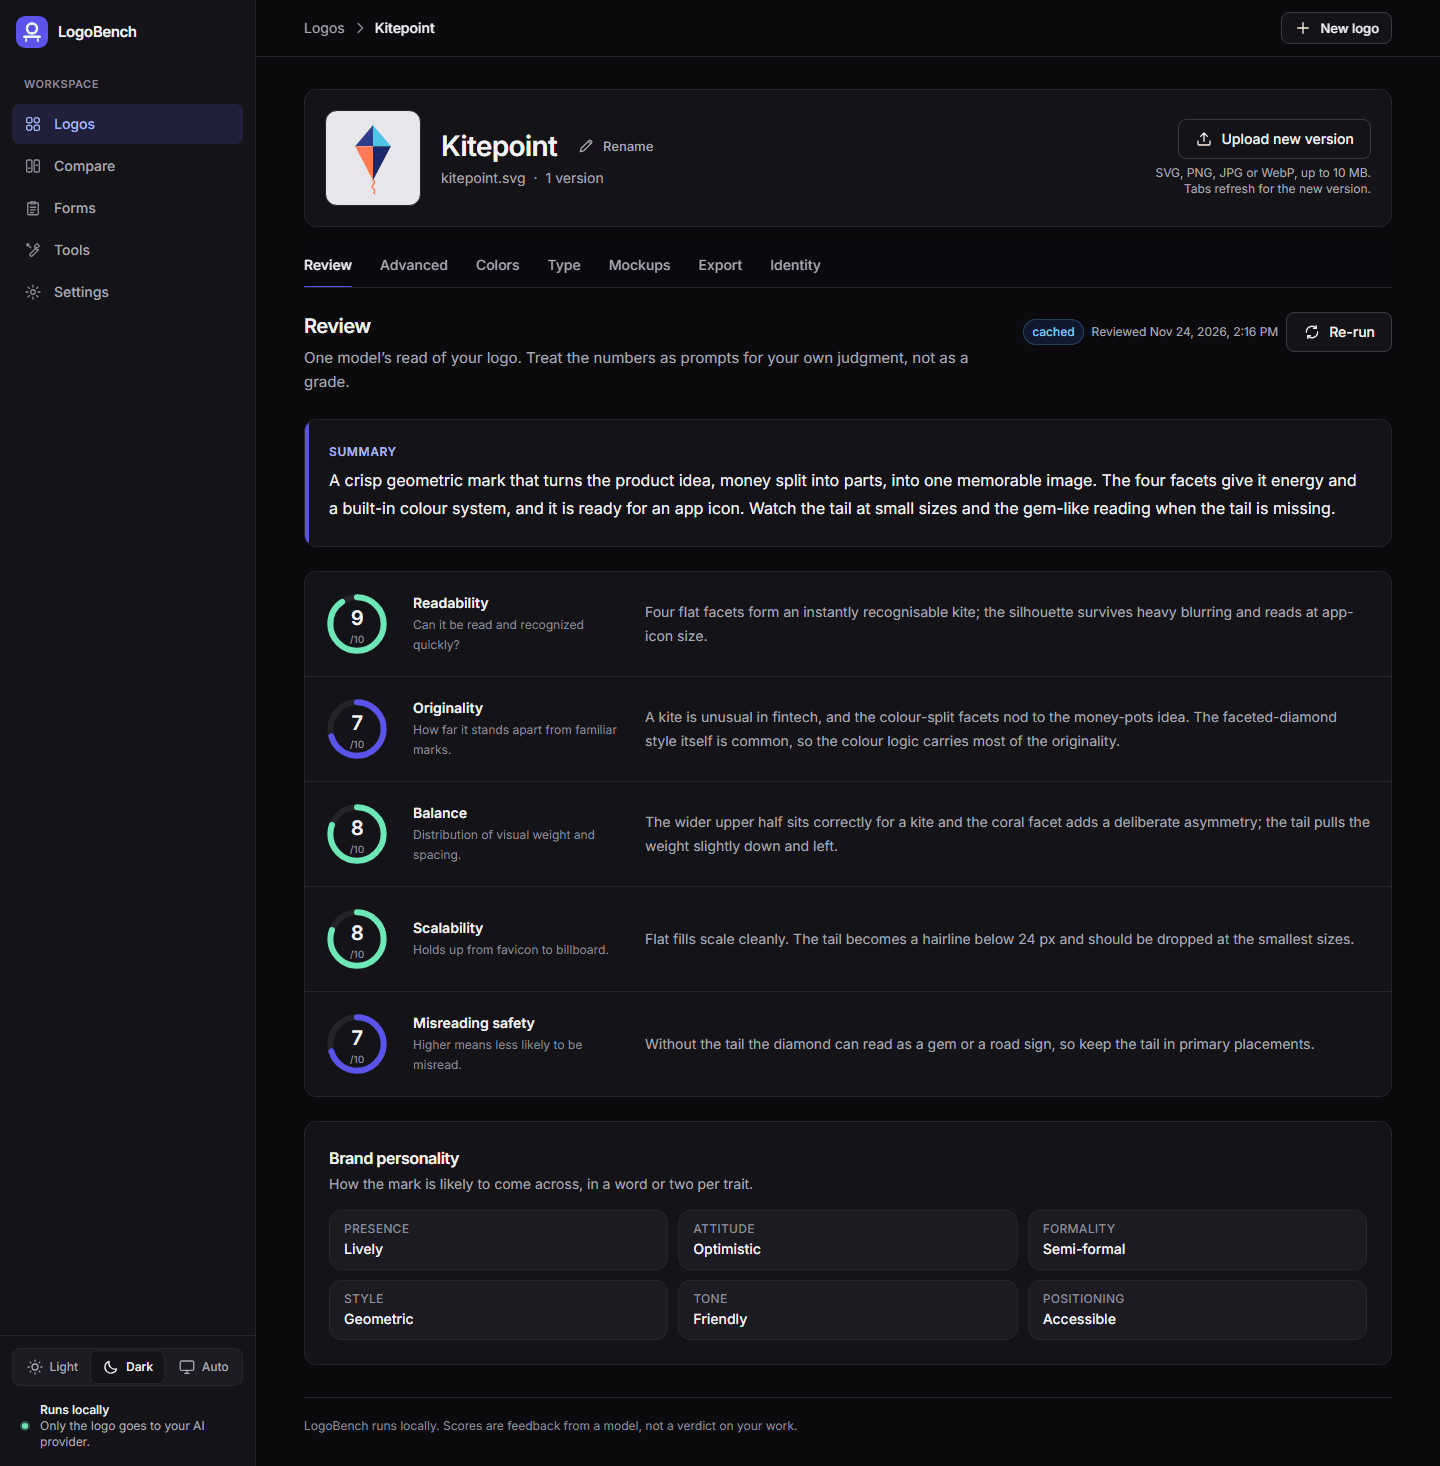 LogoBench
WORKSPACE
Logos
Compare
Forms
Tools
Settings
Light
Dark
Auto
Runs locally
Only the logo goes to your AI
provider.
Logos > Kitepoint
New logo
Kitepoint
Rename
kitepoint.svg · 1 version
Upload new version
SVG, PNG, JPG or WebP, up to 10 MB.
Tabs refresh for the new version.
Review
Advanced
Colors
Type
Mockups
Export
Identity
Review
One model’s read of your logo. Treat the numbers as prompts for your own judgment, not as a
grade.
cached
Reviewed Nov 24, 2026, 2:16 PM
Re-run
SUMMARY
A crisp geometric mark that turns the product idea, money split into parts, into one memorable image. The four facets give it energy and
a built-in colour system, and it is ready for an app icon. Watch the tail at small sizes and the gem-like reading when the tail is missing.
9
/10
Readability
Can it be read and recognized
quickly?
Four flat facets form an instantly recognisable kite; the silhouette survives heavy blurring and reads at app-
icon size.
7
/10
Originality
How far it stands apart from familiar
marks.
A kite is unusual in fintech, and the colour-split facets nod to the money-pots idea. The faceted-diamond
style itself is common, so the colour logic carries most of the originality.
8
/10
Balance
Distribution of visual weight and
spacing.
The wider upper half sits correctly for a kite and the coral facet adds a deliberate asymmetry; the tail pulls the
weight slightly down and left.
8
/10
Scalability
Holds up from favicon to billboard.
Flat fills scale cleanly. The tail becomes a hairline below 24 px and should be dropped at the smallest sizes.
7
/10
Misreading safety
Higher means less likely to be
misread.
Without the tail the diamond can read as a gem or a road sign, so keep the tail in primary placements.
Brand personality
How the mark is likely to come across, in a word or two per trait.
PRESENCE
Lively
ATTITUDE
Optimistic
FORMALITY
Semi-formal
STYLE
Geometric
TONE
Friendly
POSITIONING
Accessible
LogoBench runs locally. Scores are feedback from a model, not a verdict on your work.